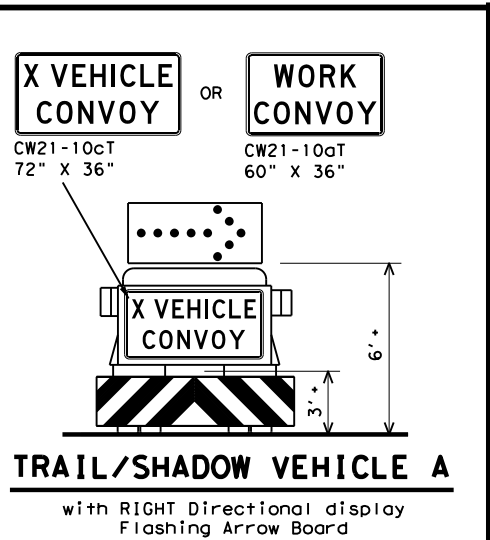 X VEHICLE
CONVOY
OR
WORK
CONVOY
CW21-10cT
72" X 36"
CW21-10aT
60" X 36"
X VEHICLE
CONVOY
6'+
3'+
TRAIL/SHADOW VEHICLE A
with RIGHT Directional display
Flashing Arrow Board